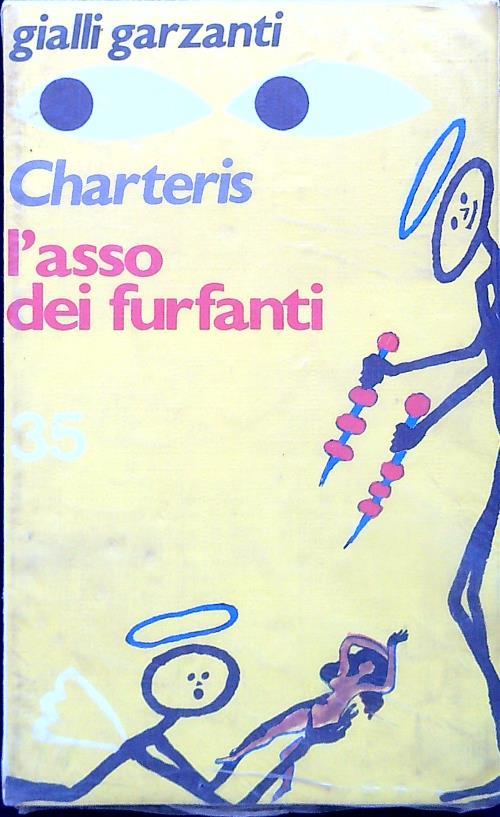 gialli garzanti
Charteris
l'asso
dei furfanti
35